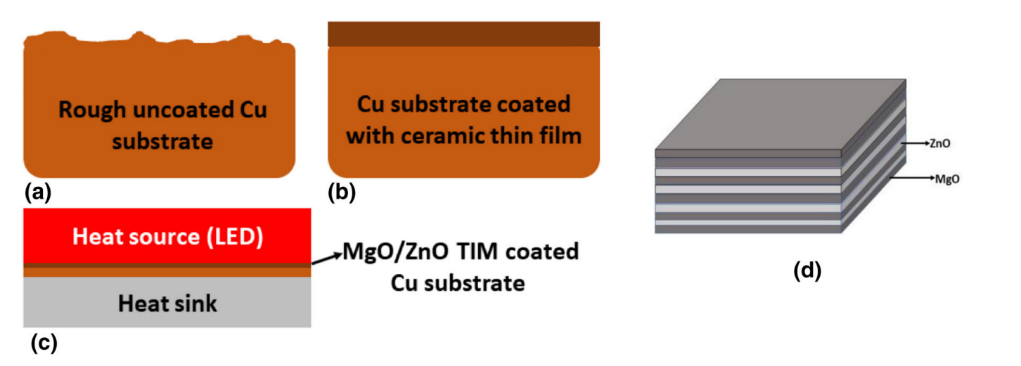 Rough uncoated Cu
substrate
(a)
Cu substrate coated
with ceramic thin film
(b)
Heat source (LED)
Heat sink
MgO/ZnO TIM coated
Cu substrate
(c)
ZnO
MgO
(d)